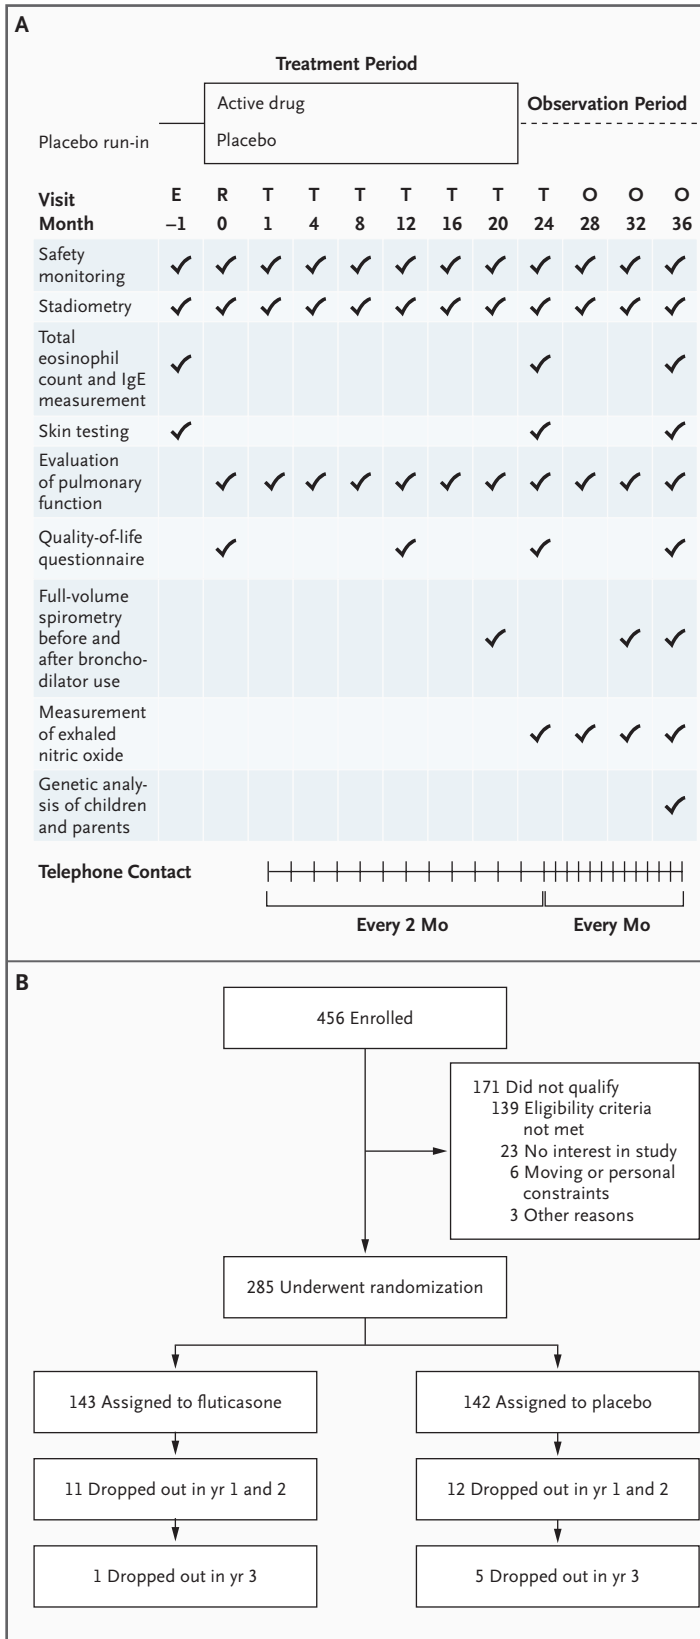 A
Treatment Period
Active drug
Observation Period
Placebo run-in
Placebo
Visit E R T T T T T T T O O O
Month –1 0 1 4 8 12 16 20 24 28 32 36
Safety
monitoring
Stadiometry
Total
eosinophil
count and IgE
measurement
Skin testing
Evaluation
of pulmonary
function
Quality-of-life
questionnaire
Full-volume
spirometry
before and
after broncho-
dilator use
Measurement
of exhaled
nitric oxide
Genetic analy-
sis of children
and parents
Telephone Contact
Every 2 Mo Every Mo
B
456 Enrolled
171 Did not qualify
139 Eligibility criteria
not met
23 No interest in study
6 Moving or personal
constraints
3 Other reasons
285 Underwent randomization
143 Assigned to fluticasone
142 Assigned to placebo
11 Dropped out in yr 1 and 2
12 Dropped out in yr 1 and 2
1 Dropped out in yr 3
5 Dropped out in yr 3